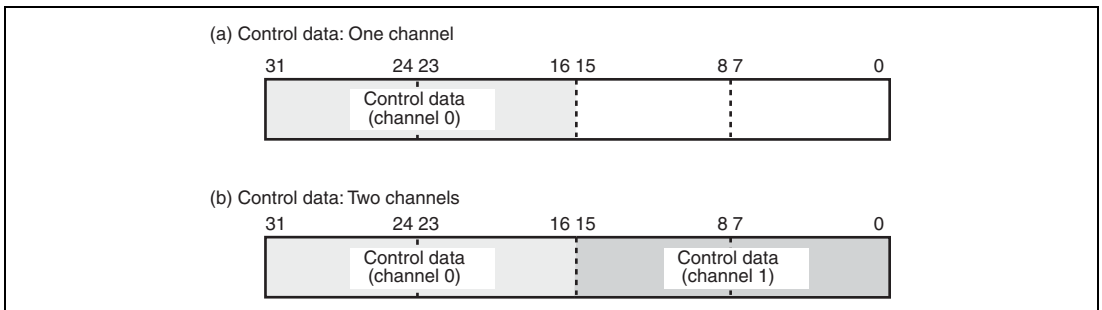 (a) Control data: One channel
31 24 23 16 15 8 7 0
Control data
(channel 0)
(b) Control data: Two channels
31 24 23 16 15 8 7 0
Control data Control data
(channel 0) (channel 1)